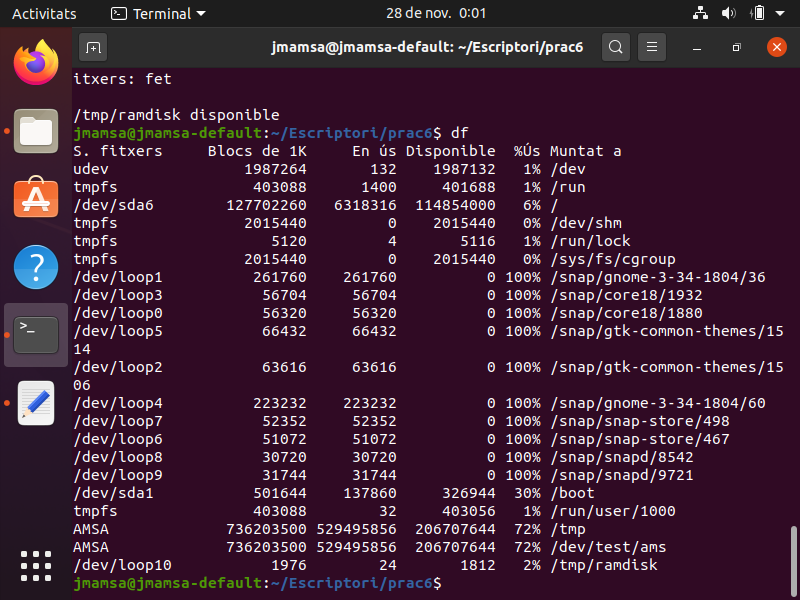 Activitats Terminal 28 de nov. 0:01
jmamsa@jmamsa-default: ~/Escriptori/prac6
itxers: fet
/tmp/ramdisk disponible
jmamsa@jmamsa-default:~/Escriptori/prac6$ df
S. fitxers Blocs de 1K En ús Disponible %Ús Muntat a
udev 1987264 132 1987132 1% /dev
tmpfs 403088 1400 401688 1% /run
/dev/sda6 127702260 6318316 114854000 6% /
tmpfs 2015440 0 2015440 0% /dev/shm
tmpfs 5120 4 5116 1% /run/lock
tmpfs 2015440 0 2015440 0% /sys/fs/cgroup
/dev/loop1 261760 261760 0 100% /snap/gnome-3-34-1804/36
/dev/loop3 56704 56704 0 100% /snap/core18/1932
/dev/loop0 56320 56320 0 100% /snap/core18/1880
/dev/loop5 66432 66432 0 100% /snap/gtk-common-themes/15
14
/dev/loop2 63616 63616 0 100% /snap/gtk-common-themes/15
06
/dev/loop4 223232 223232 0 100% /snap/gnome-3-34-1804/60
/dev/loop7 52352 52352 0 100% /snap/snap-store/498
/dev/loop6 51072 51072 0 100% /snap/snap-store/467
/dev/loop8 30720 30720 0 100% /snap/snapd/8542
/dev/loop9 31744 31744 0 100% /snap/snapd/9721
/dev/sda1 501644 137860 326944 30% /boot
tmpfs 403088 32 403056 1% /run/user/1000
AMSA 736203500 529495856 206707644 72% /tmp
AMSA 736203500 529495856 206707644 72% /dev/test/ams
/dev/loop10 1976 24 1812 2% /tmp/ramdisk
jmamsa@jmamsa-default:~/Escriptori/prac6$